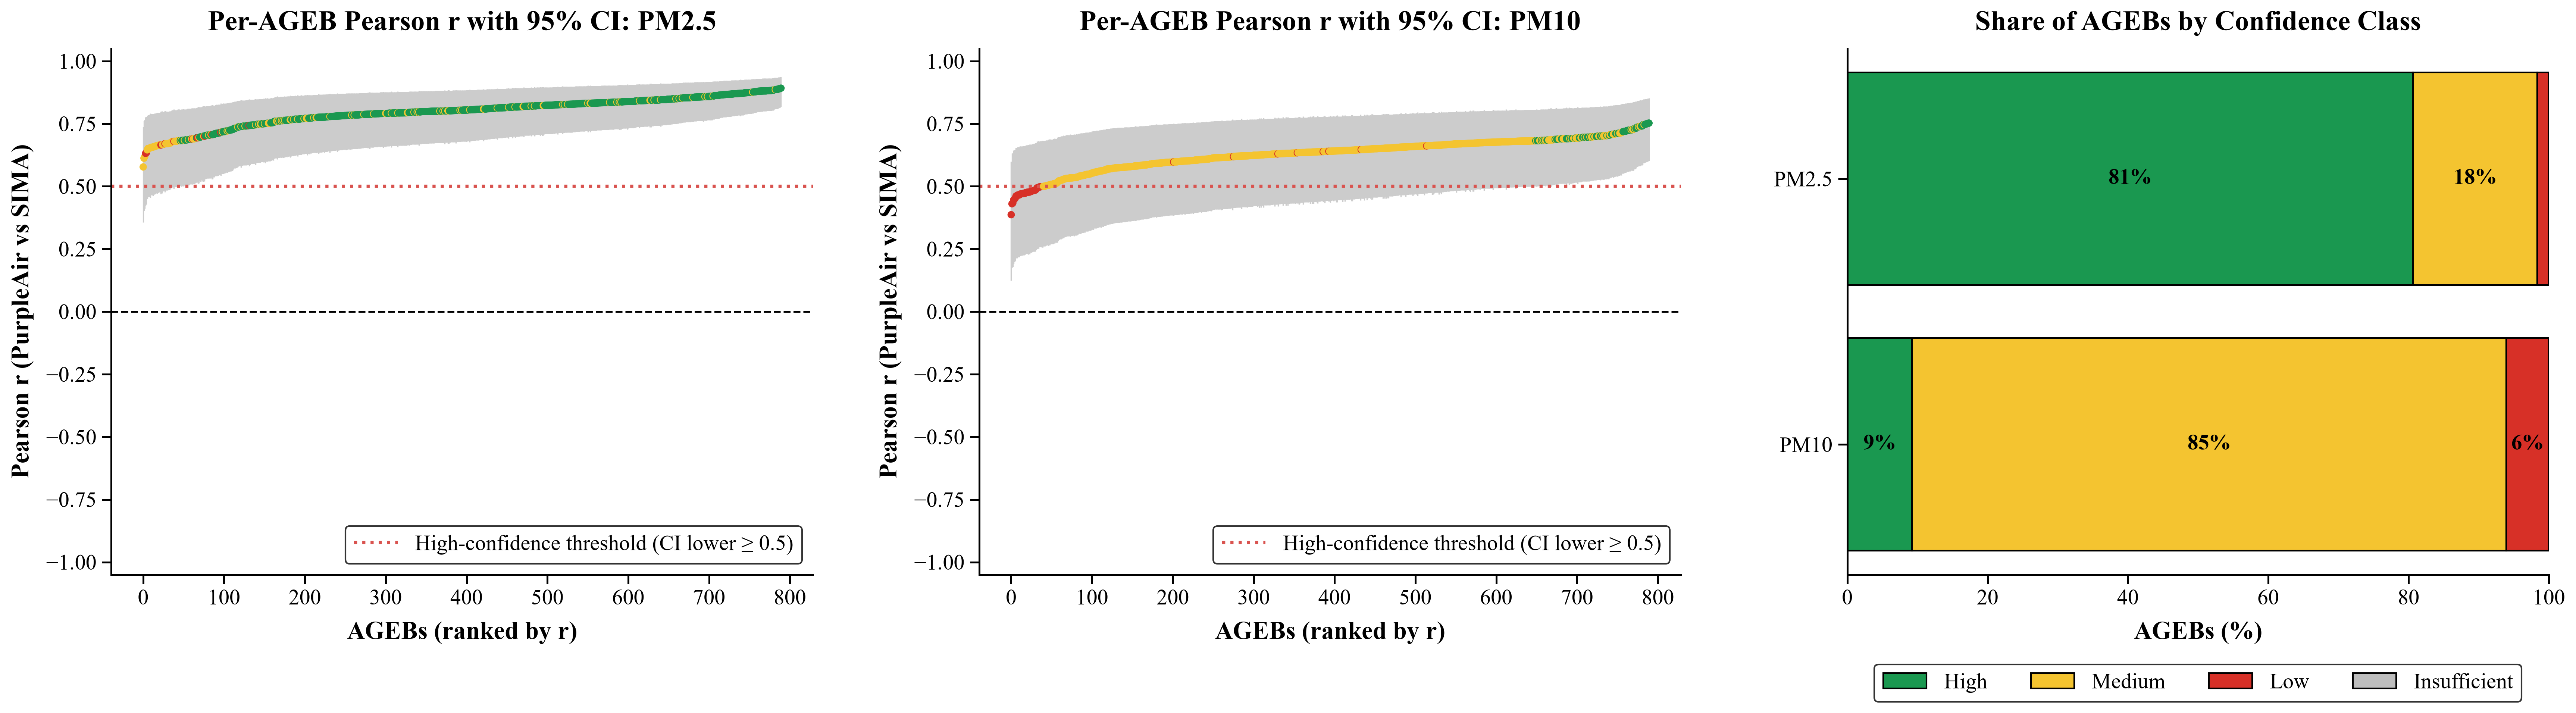 Per-AGEB Pearson r with 95% CI: PM2.5
Pearson r (PurpleAir vs SIMA)
1.00
0.75
0.50
0.25
0.00
−0.25
−0.50
−0.75
−1.00
High-confidence threshold (CI lower ≥ 0.5)
0 100 200 300 400 500 600 700 800
AGEBs (ranked by r)
Per-AGEB Pearson r with 95% CI: PM10
Pearson r (PurpleAir vs SIMA)
1.00
0.75
0.50
0.25
0.00
−0.25
−0.50
−0.75
−1.00
High-confidence threshold (CI lower ≥ 0.5)
0 100 200 300 400 500 600 700 800
AGEBs (ranked by r)
Share of AGEBs by Confidence Class
PM2.5
81% 18%
PM10
9% 85% 6%
0 20 40 60 80 100
AGEBs (%)
High Medium Low Insufficient